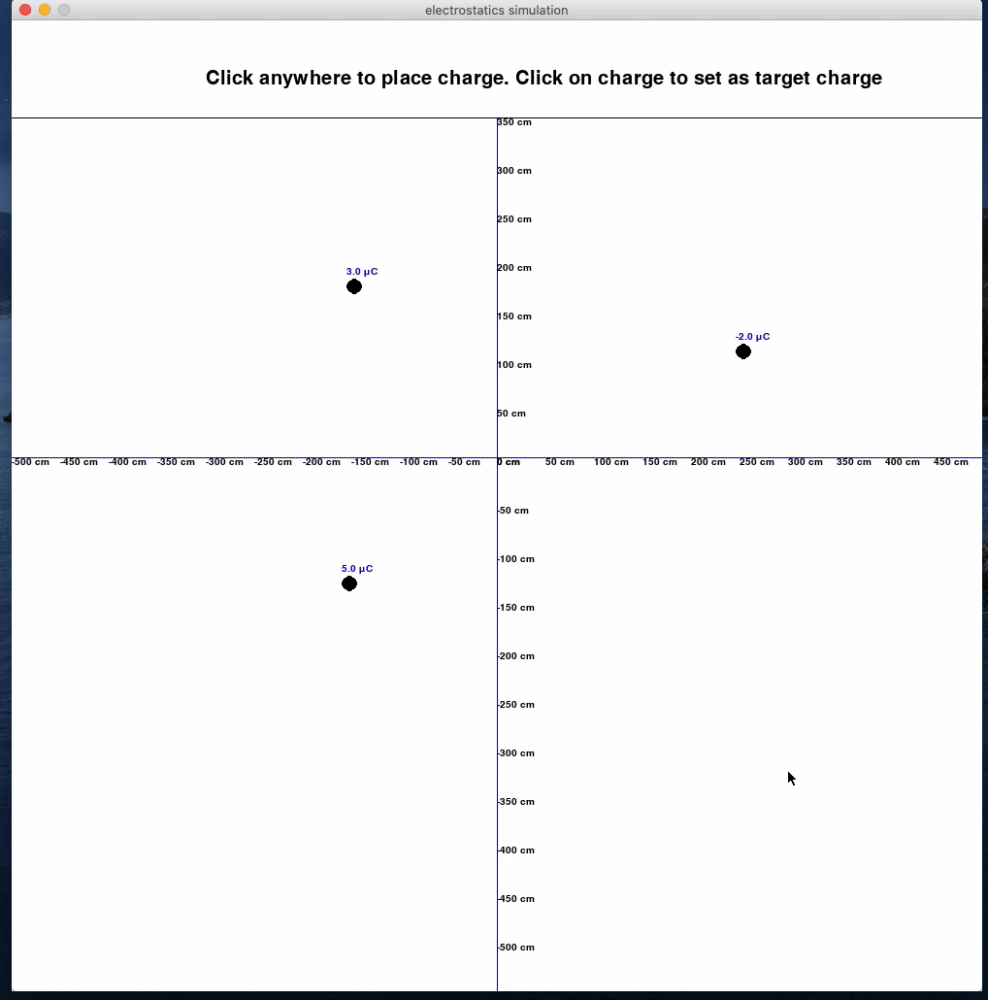 electrostatics simulation
Click anywhere to place charge. Click on charge to set as target charge
350 cm
300 cm
250 cm
200 cm
3.0 µC
150 cm
-2.0 µC
100 cm
50 cm
-500 cm -450 cm -400 cm -350 cm -300 cm -250 cm -200 cm -150 cm -100 cm -50 cm 0 cm 50 cm 100 cm 150 cm 200 cm 250 cm 300 cm 350 cm 400 cm 450 cm
-50 cm
-100 cm
5.0 µC
-150 cm
-200 cm
-250 cm
-300 cm
-350 cm
-400 cm
-450 cm
-500 cm